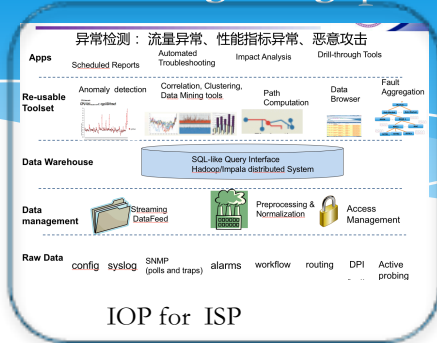 异常检测：流量异常、性能指标异常、恶意攻击
Apps
Scheduled Reports
Automated
Troubleshooting
Impact Analysis
Drill-through Tools
Re-usable
Toolset
Anomaly detection
Correlation, Clustering,
Data Mining tools
Path
Computation
Data
Browser
Fault
Aggregation
Data Warehouse
SQL-like Query Interface
Hadoop/Impala distributed System
Data
management
Streaming
DataFeed
Preprocessing &
Normalization
Access
Management
Raw Data
config
syslog
SNMP
(polls and traps)
alarms
workflow
routing
DPI
Active
probing
IOP for ISP